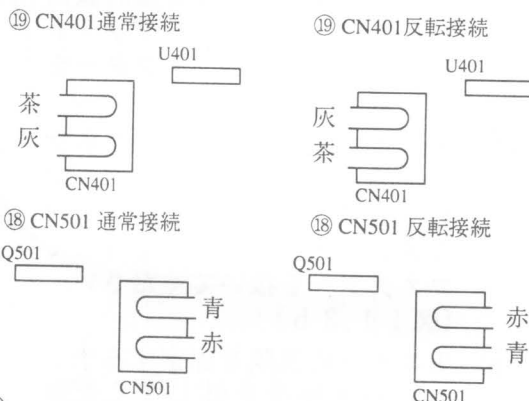 ⑲ CN401通常接続
U401
茶
灰
CN401
⑲ CN401反転接続
U401
灰
茶
CN401
⑱ CN501 通常接続
Q501
青
赤
CN501
⑱ CN501 反転接続
Q501
赤
青
CN501